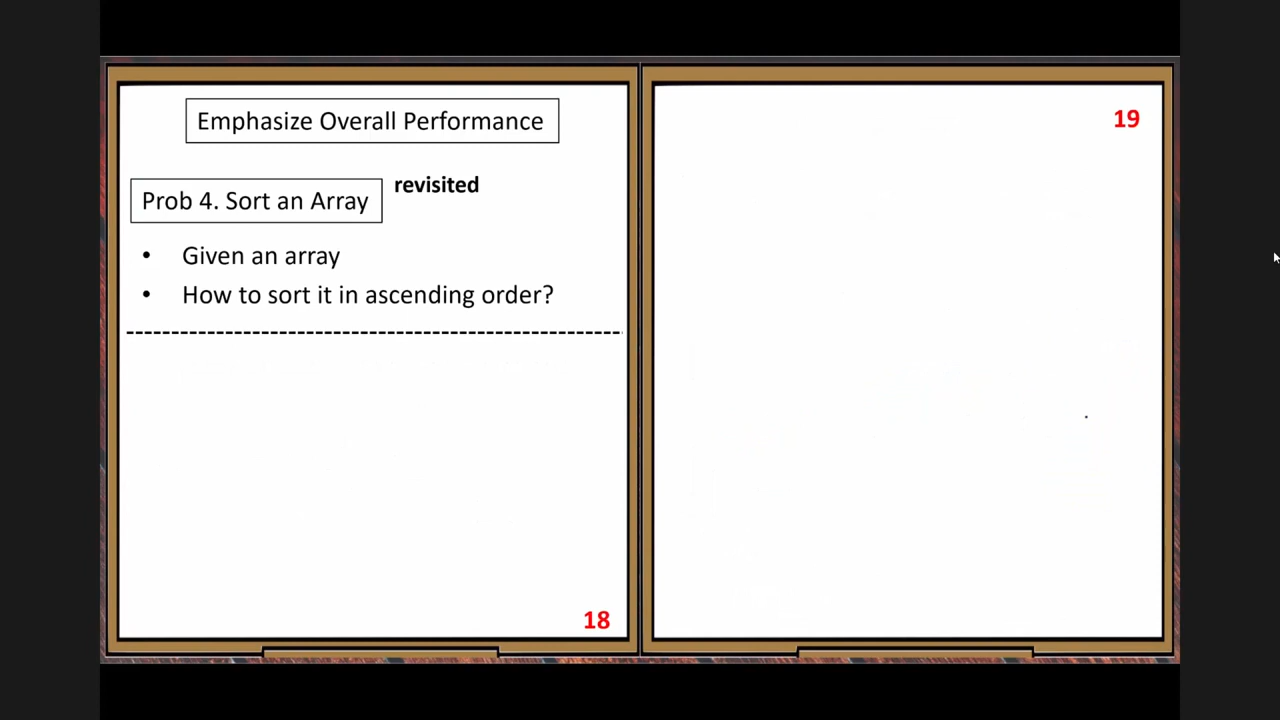 Emphasize Overall Performance
revisited
Prob 4. Sort an Array
• Given an array
• How to sort it in ascending order?
18
19